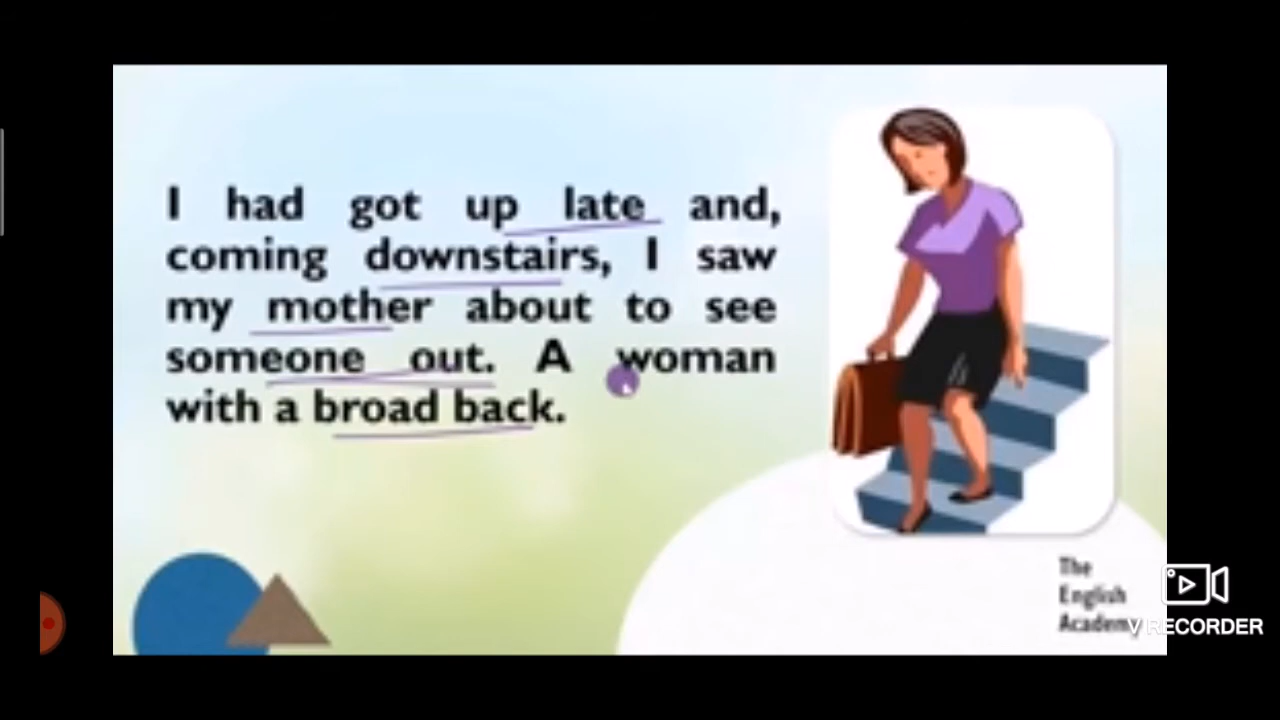 I had got up late and,
coming downstairs, I saw
my mother about to see
someone out. A woman
with a broad back.
The
English
Academy
V RECORDER